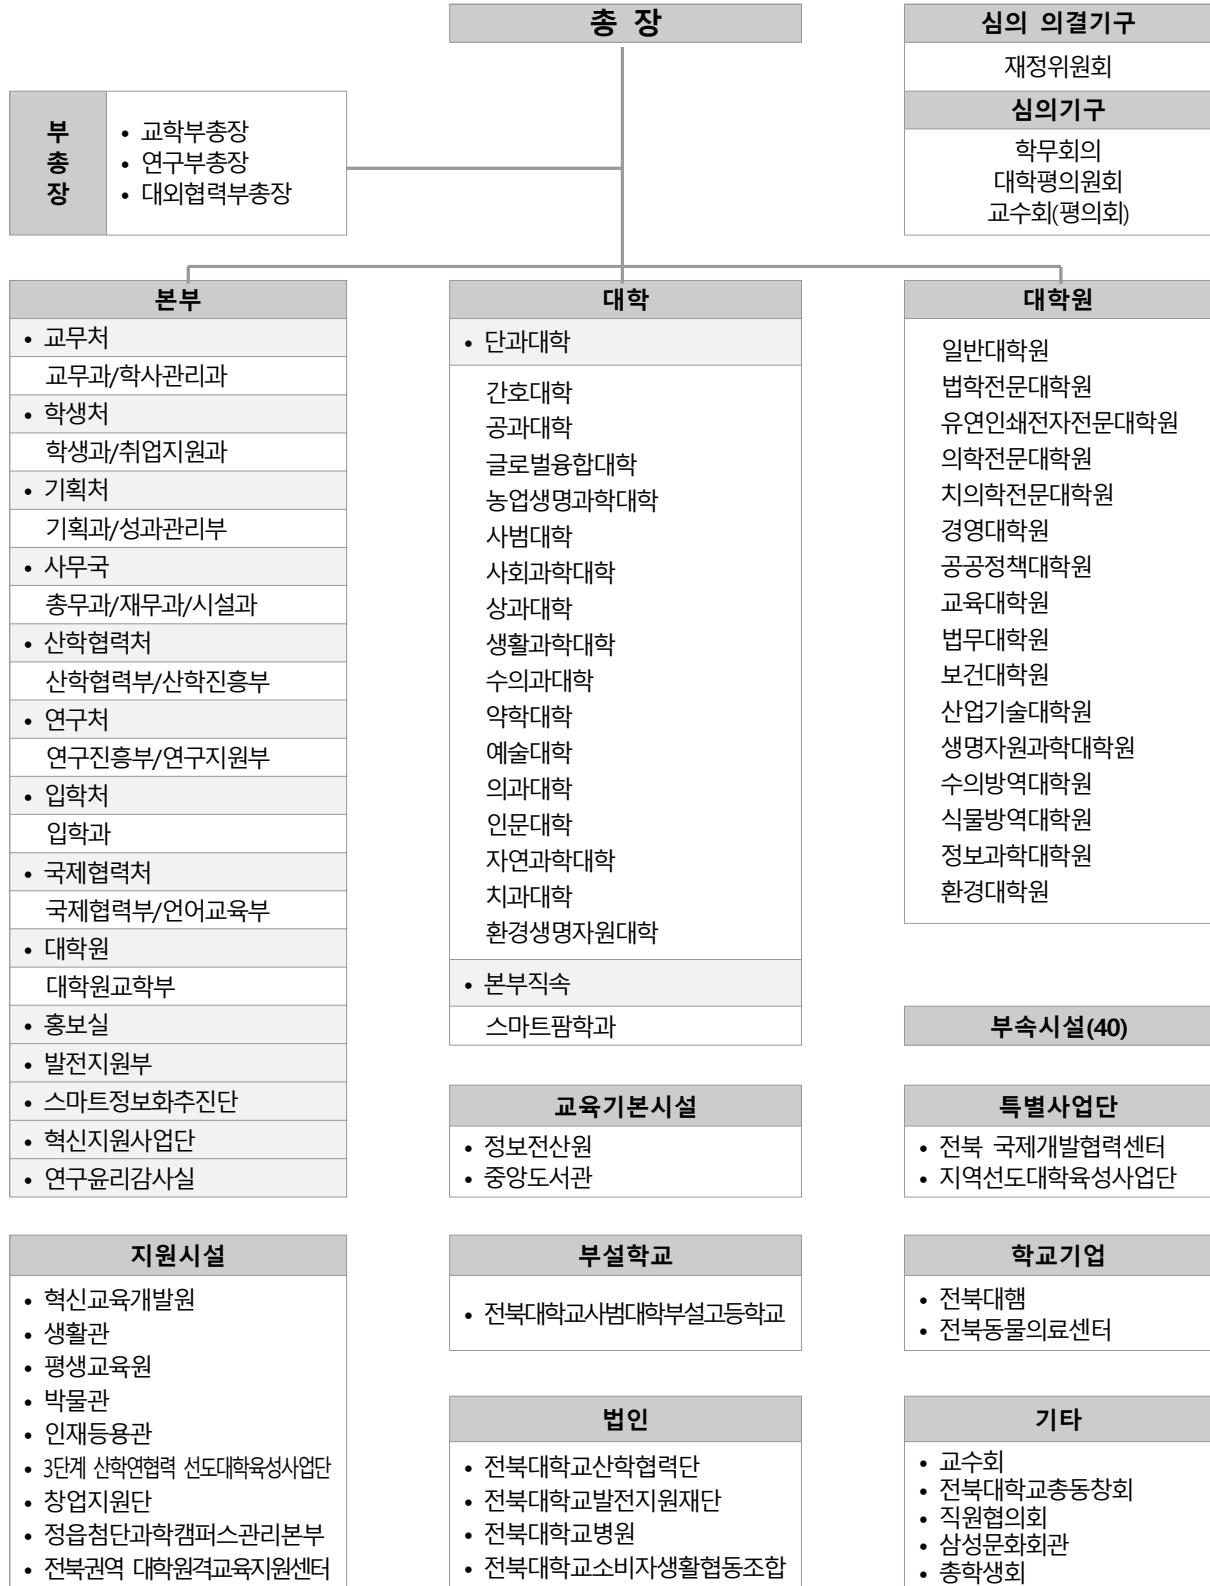 총 장
심의 의결기구
재정위원회
심의기구
학무회의
대학평의원회
교수회(평의회)
부
총
장
• 교학부총장
• 연구부총장
• 대외협력부총장
본부
• 교무처
교무과/학사관리과
• 학생처
학생과/취업지원과
• 기획처
기획과/성과관리부
• 사무국
총무과/재무과/시설과
• 산학협력처
산학협력부/산학진흥부
• 연구처
연구진흥부/연구지원부
• 입학처
입학과
• 국제협력처
국제협력부/언어교육부
• 대학원
대학원교학부
• 홍보실
• 발전지원부
• 스마트정보화추진단
• 혁신지원사업단
• 연구윤리감사실
대학
• 단과대학
간호대학
공과대학
글로벌융합대학
농업생명과학대학
사범대학
사회과학대학
상과대학
생활과학대학
수의과대학
약학대학
예술대학
의과대학
인문대학
자연과학대학
치과대학
환경생명자원대학
• 본부직속
스마트팜학과
대학원
일반대학원
법학전문대학원
유연인쇄전자전문대학원
의학전문대학원
치의학전문대학원
경영대학원
공공정책대학원
교육대학원
법무대학원
보건대학원
산업기술대학원
생명자원과학대학원
수의방역대학원
식물방역대학원
정보과학대학원
환경대학원
부속시설(40)
교육기본시설
• 정보전산원
• 중앙도서관
특별사업단
• 전북 국제개발협력센터
• 지역선도대학육성사업단
지원시설
• 혁신교육개발원
• 생활관
• 평생교육원
• 박물관
• 인재등용관
• 3단계 산학연협력 선도대학육성사업단
• 창업지원단
• 정읍첨단과학캠퍼스관리본부
• 전북권역 대학원격교육지원센터
부설학교
• 전북대학교사범대학부설고등학교
학교기업
• 전북대햄
• 전북동물의료센터
법인
• 전북대학교산학협력단
• 전북대학교발전지원재단
• 전북대학교병원
• 전북대학교소비자생활협동조합
기타
• 교수회
• 전북대학교총동창회
• 직원협의회
• 삼성문화회관
• 총학생회